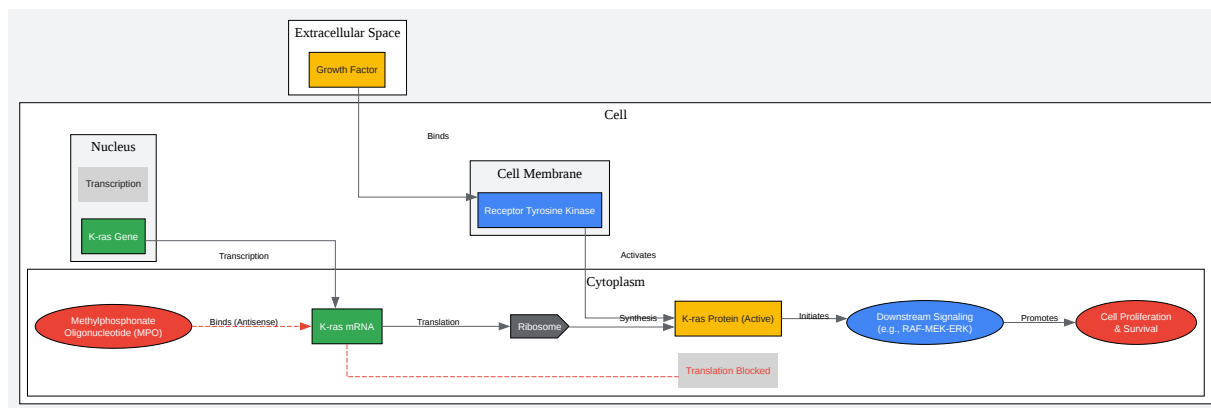 Extracellular Space
Growth Factor
Cell
Binds
Nucleus
Transcription
K-ras Gene
Cell Membrane
Receptor Tyrosine Kinase
Transcription
Activates
Cytoplasm
Methylphosphonate
Oligonucleotide (MPO)
Binds (Antisense)
K-ras mRNA
Translation
Ribosome
Synthesis
K-ras Protein (Active)
Initiates
Downstream Signaling
(e.g., RAF-MEK-ERK)
Promotes
Cell Proliferation
& Survival
Translation Blocked